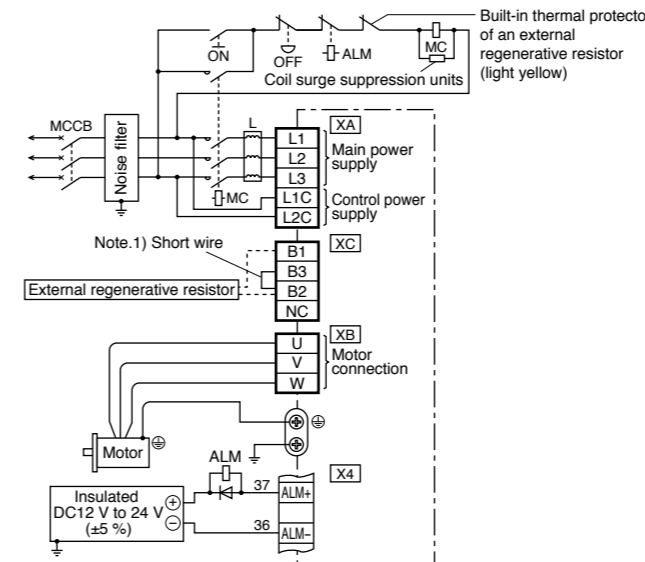 Built-in thermal protecto
of an external
regenerative resistor
(light yellow)
ON
OFF
ALM
MC
Coil surge suppression units
MCCB
Noise filter
L
MC
XA
L1
L2
L3
Main power
supply
L1C
L2C
Control power
supply
Note.1) Short wire
XC
B1
B3
B2
NC
External regenerative resistor
XB
U
V
W
Motor
connection
Motor
ALM
X4
37
ALM+
36
ALM−
Insulated
DC12 V to 24 V
(±5 %)
+
−